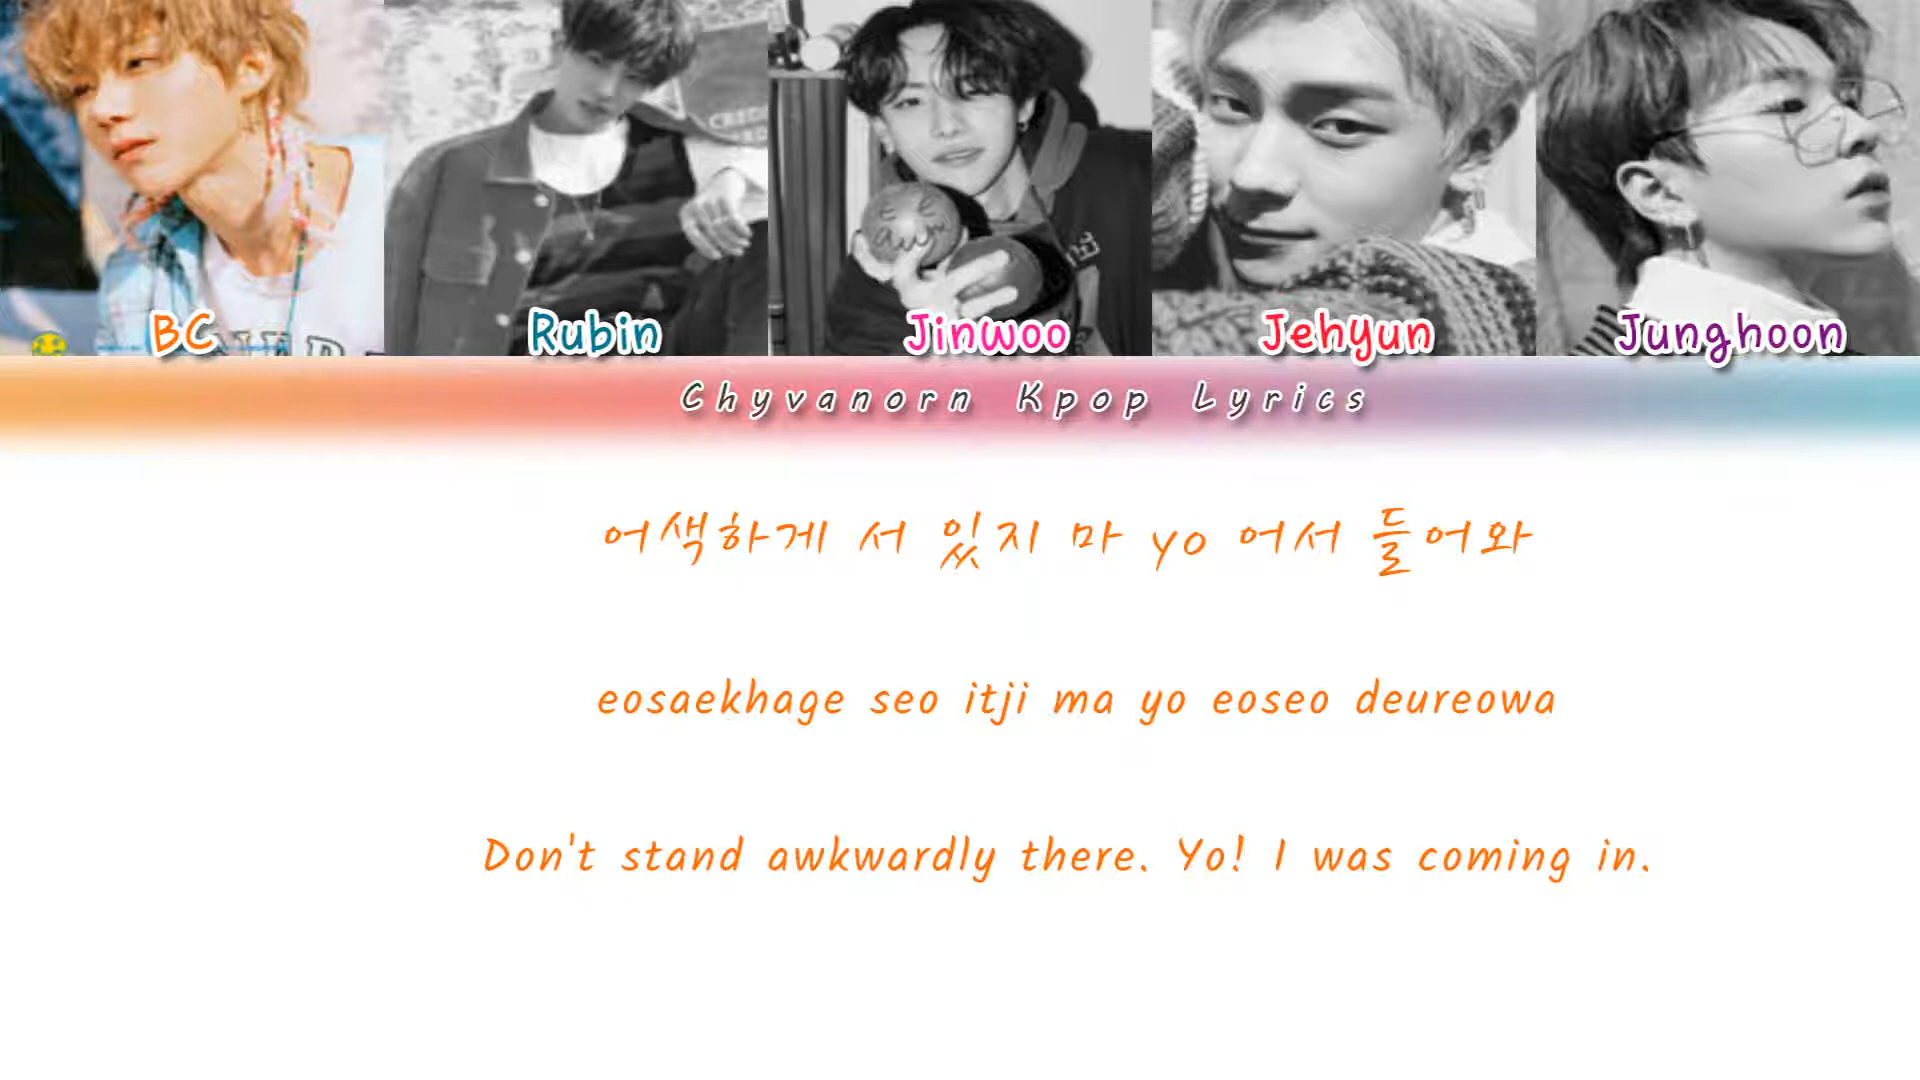 BC Rubin Jinwoo Jehyun Junghoon
Chyvanorn Kpop Lyrics
어색하게 서 있지 마 yo 어서 들어와
eosaekhage seo itji ma yo eoseo deureowa
Don't stand awkwardly there. Yo! I was coming in.